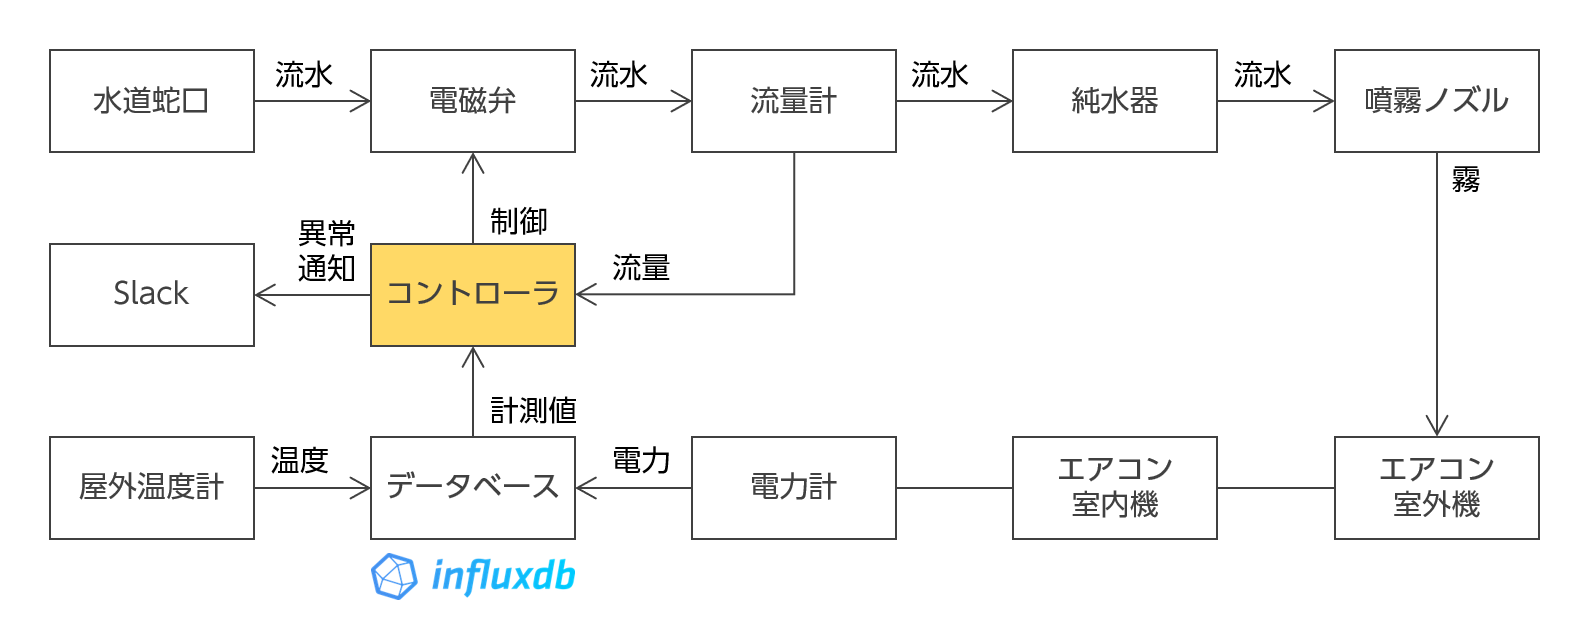 流水
流水
流水
流水
水道蛇口
電磁弁
流量計
純水器
噴霧ノズル
霧
制御
異常
通知
流量
Slack
コントローラ
計測値
温度
電力
屋外温度計
データベース
電力計
エアコン
室内機
エアコン
室外機
influxdb